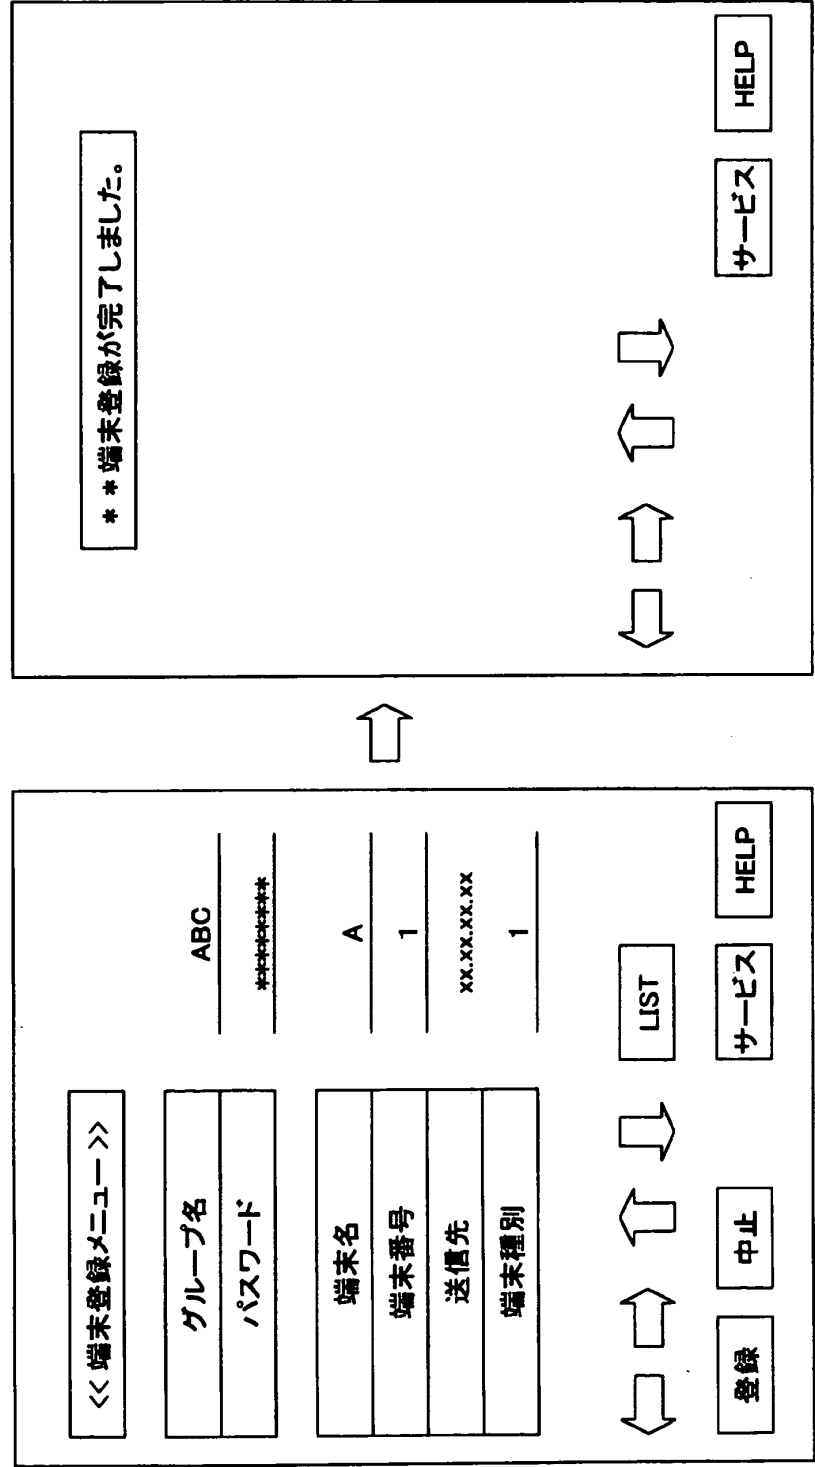 << 端末登録メニュー >>
グループ名 ABC
パスワード ********
端末名 A
端末番号 1
送信先 xx.xx.xx.xx
端末種別 1
LIST
登録 中止 サービス HELP
**端末登録が完了しました。
サービス HELP